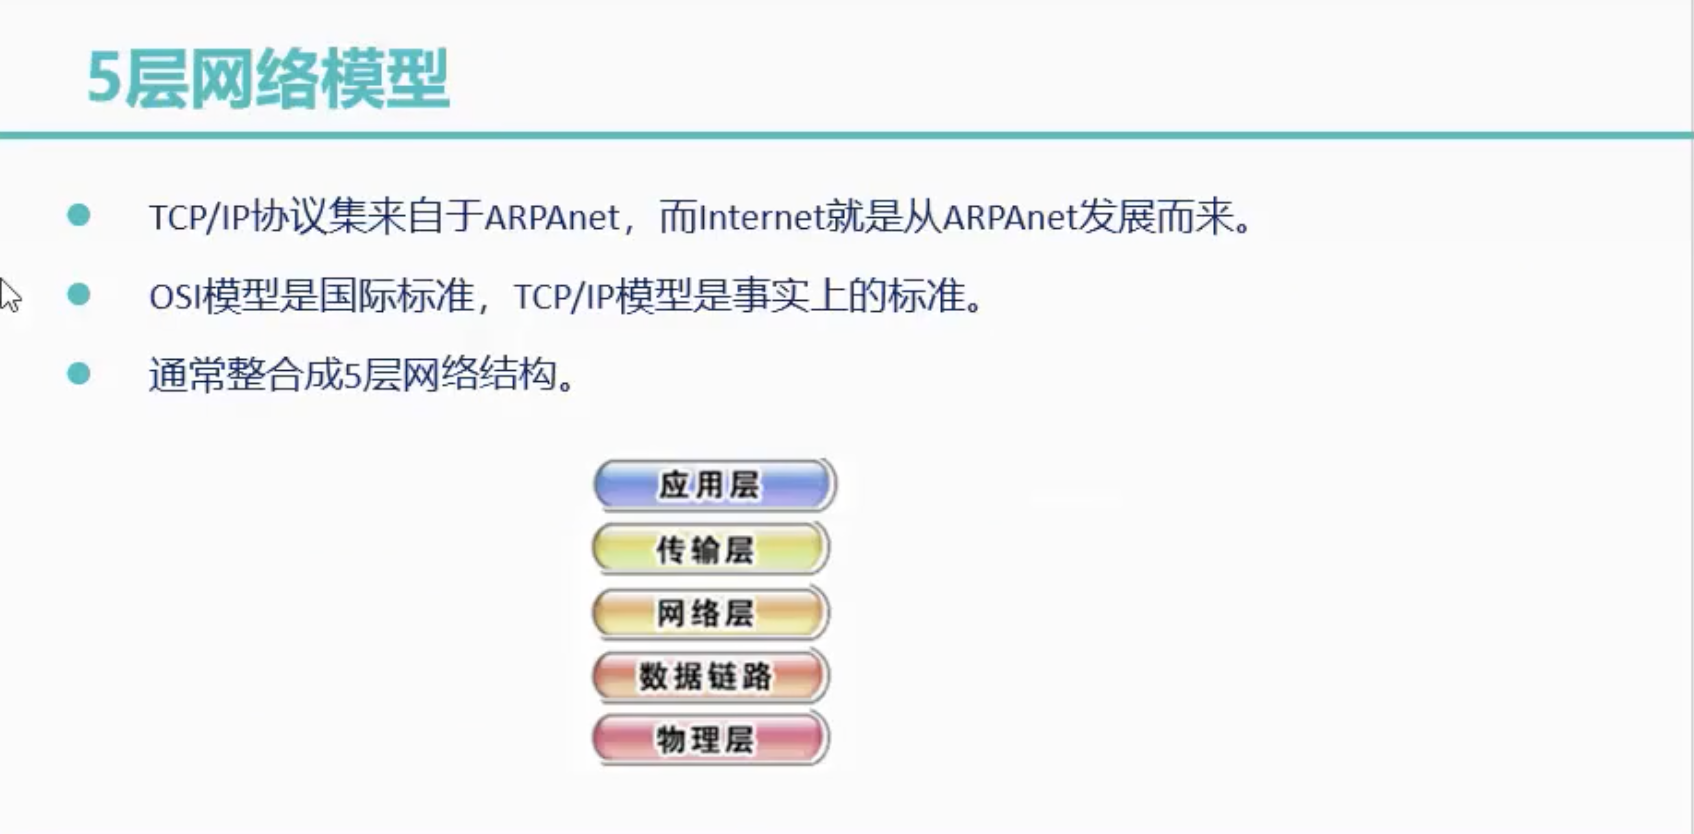 5层网络模型
TCP/IP协议集来自于ARPAnet，而Internet就是从ARPAnet发展而来。
OSI模型是国际标准，TCP/IP模型是事实上的标准。
通常整合成5层网络结构。
应用层
传输层
网络层
数据链路
物理层